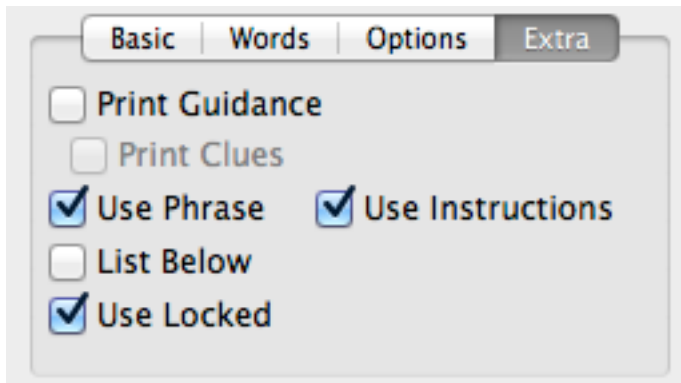 Basic Words Options Extra
Print Guidance
Print Clues
Use Phrase Use Instructions
List Below
Use Locked